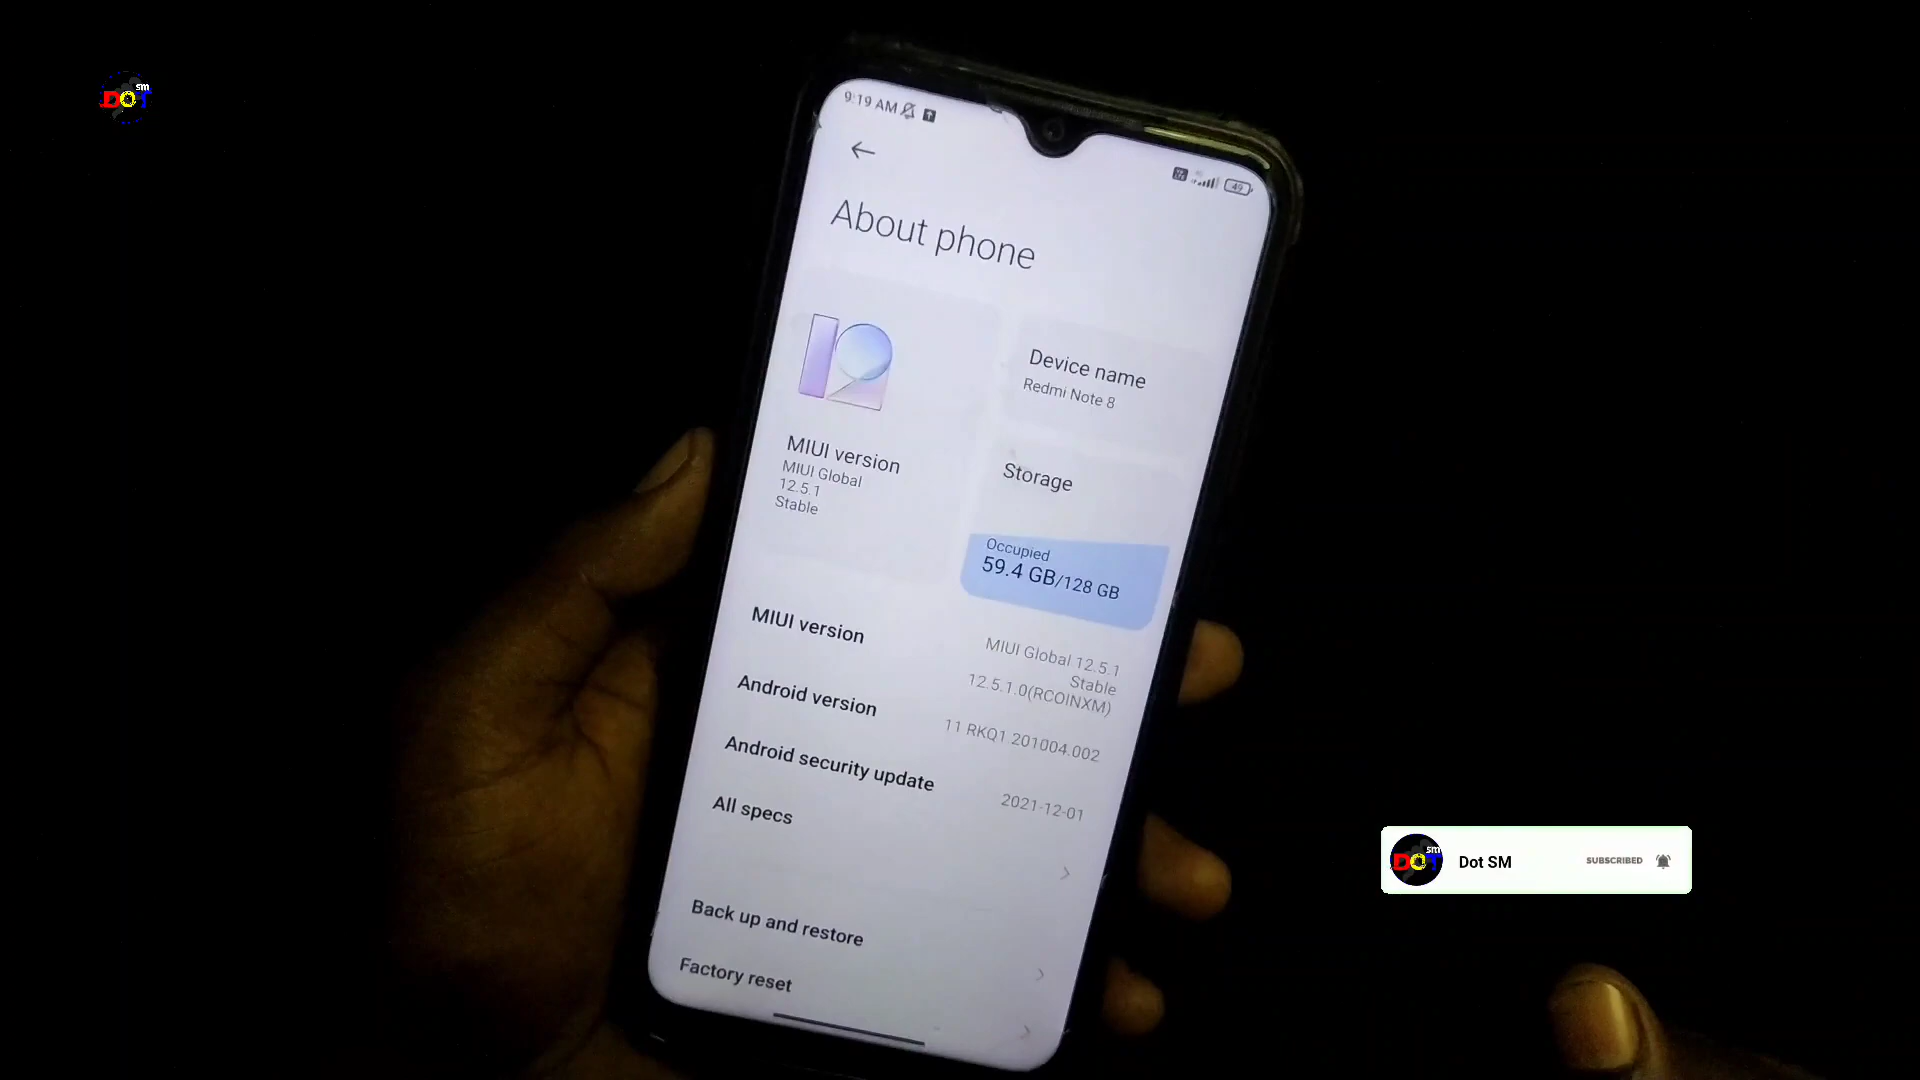 DOT sm
9:19 AM
49
About phone
Device name
Redmi Note 8
MIUI version
MIUI Global
12.5.1
Stable
Storage
Occupied
59.4 GB/128 GB
MIUI version
MIUI Global 12.5.1
Stable
12.5.1.0(RCOINXM)
Android version
11 RKQ1.201004.002
Android security update
2021-12-01
All specs
Back up and restore
Factory reset
DOT sm
Dot SM
SUBSCRIBED